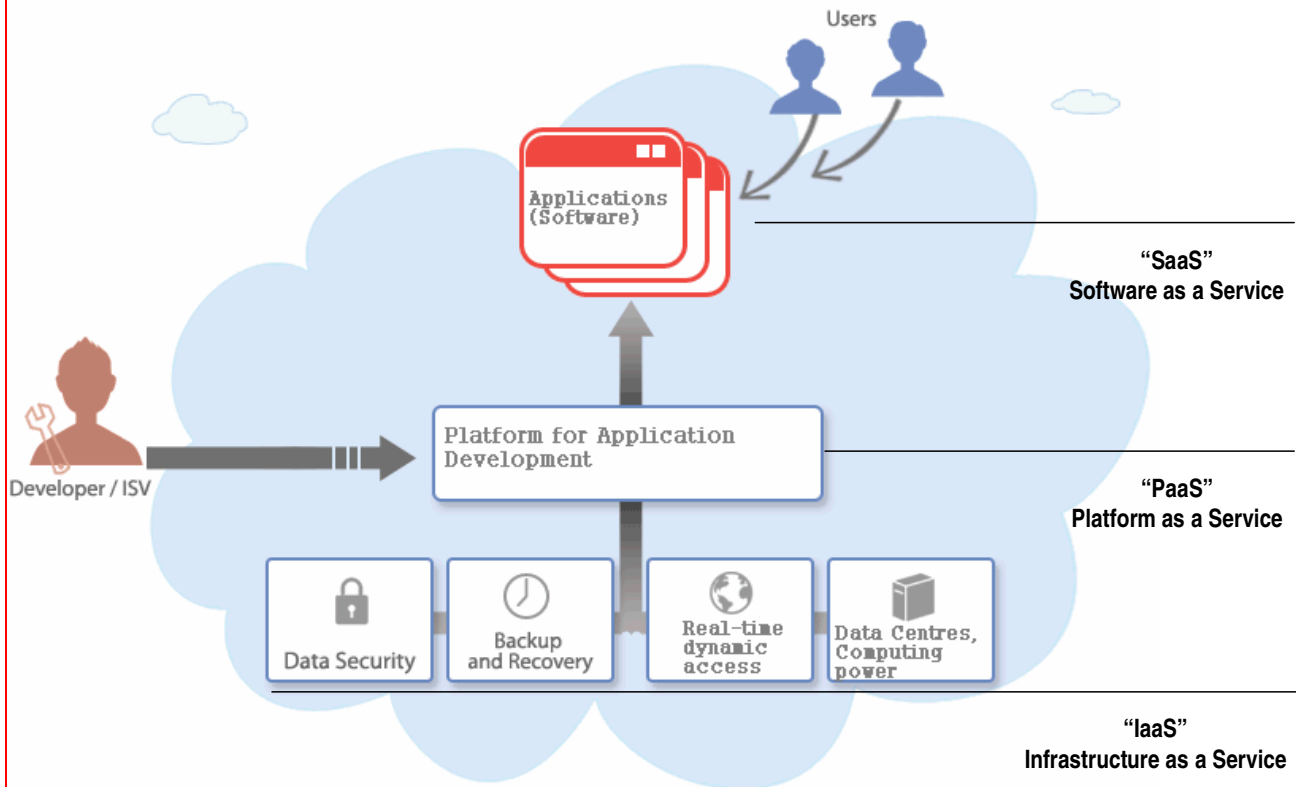 Users
Applications
(Software)
“SaaS”
Software as a Service
Platform for Application
Development
Developer / ISV
“PaaS”
Platform as a Service
Data Security
Backup
and Recovery
Real-time
dynamic
access
Data Centres,
Computing
power
“IaaS”
Infrastructure as a Service